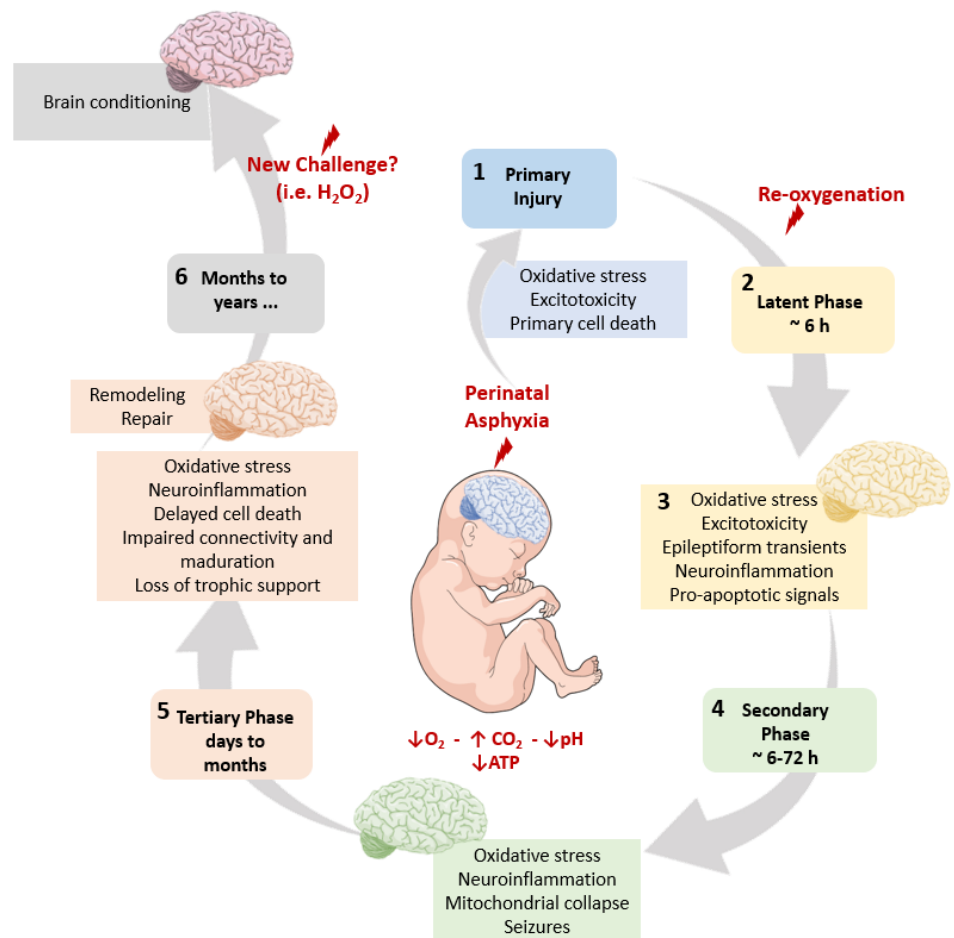 Brain conditioning
New Challenge?
(i.e. H₂O₂)
1 Primary
Injury
Re-oxygenation
Oxidative stress
Excitotoxicity
Primary cell death
2
Latent Phase
~ 6 h
6 Months to
years ...
Perinatal
Asphyxia
Remodeling
Repair
Oxidative stress
Neuroinflammation
Delayed cell death
Impaired connectivity and
maduration
Loss of trophic support
3 Oxidative stress
Excitotoxicity
Epileptiform transients
Neuroinflammation
Pro-apoptotic signals
4 Secondary
Phase
~ 6-72 h
5 Tertiary Phase
days to
months
↓O₂ - ↑ CO₂ - ↓pH
↓ATP
Oxidative stress
Neuroinflammation
Mitochondrial collapse
Seizures